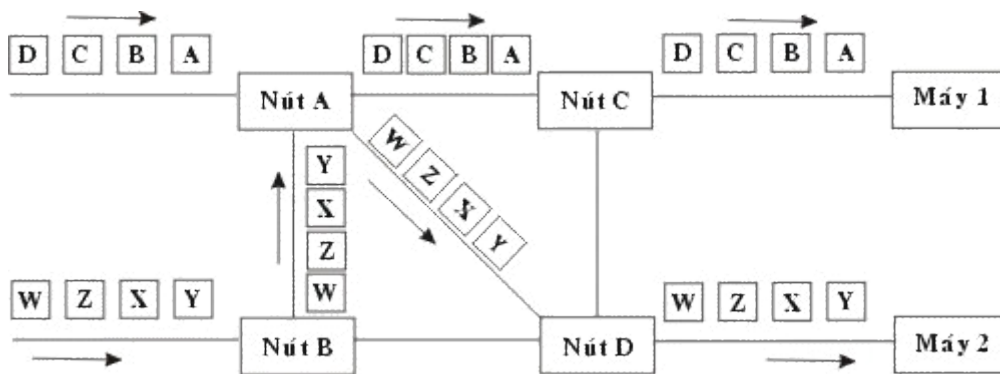 D C B A
D C B A
D C B A
Nút A
Nút C
Máy 1
W Z X Y
Y
X
Z
W
W Z X Y
W Z X Y
Nút B
Nút D
Máy 2